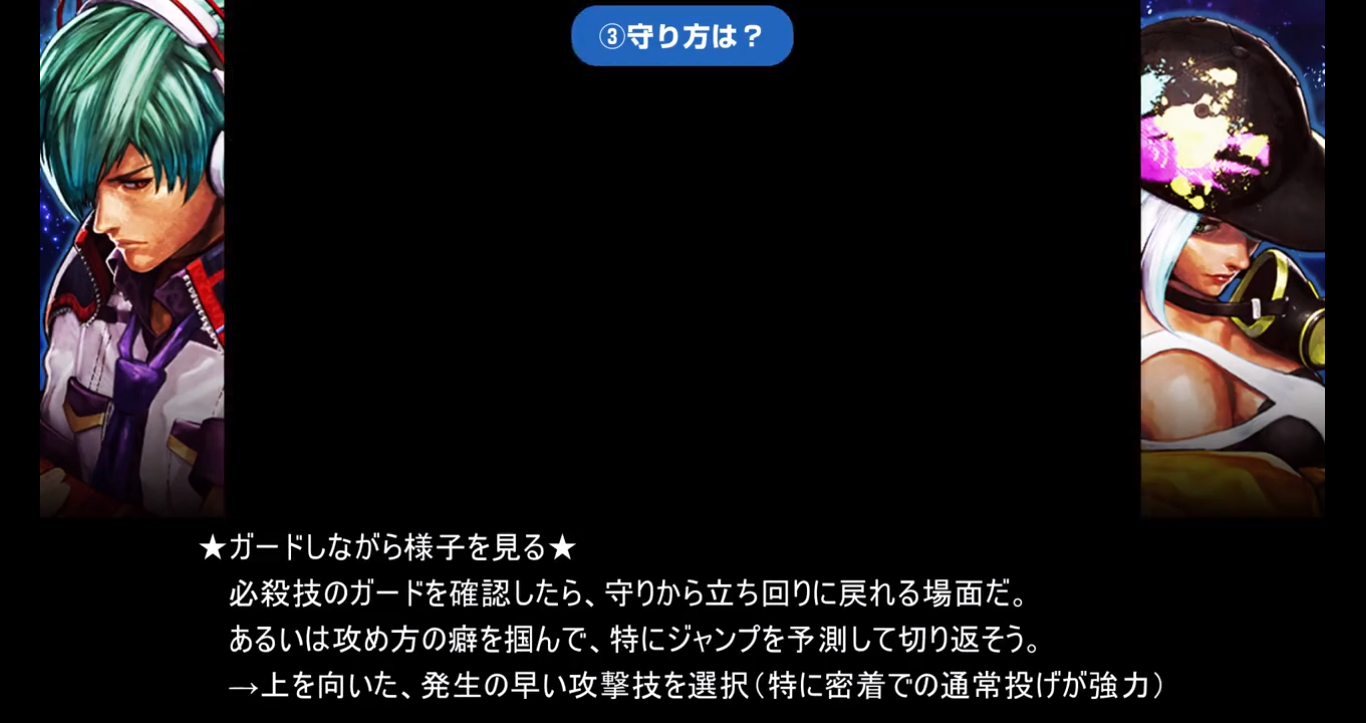 ③守り方は？
★ガードしながら様子を見る★
必殺技のガードを確認したら、守りから立ち回りに戻れる場面だ。
あるいは攻め方の癖を掴んで、特にジャンプを予測して切り返そう。
→上を向いた、発生の早い攻撃技を選択（特に密着での通常投げが強力）